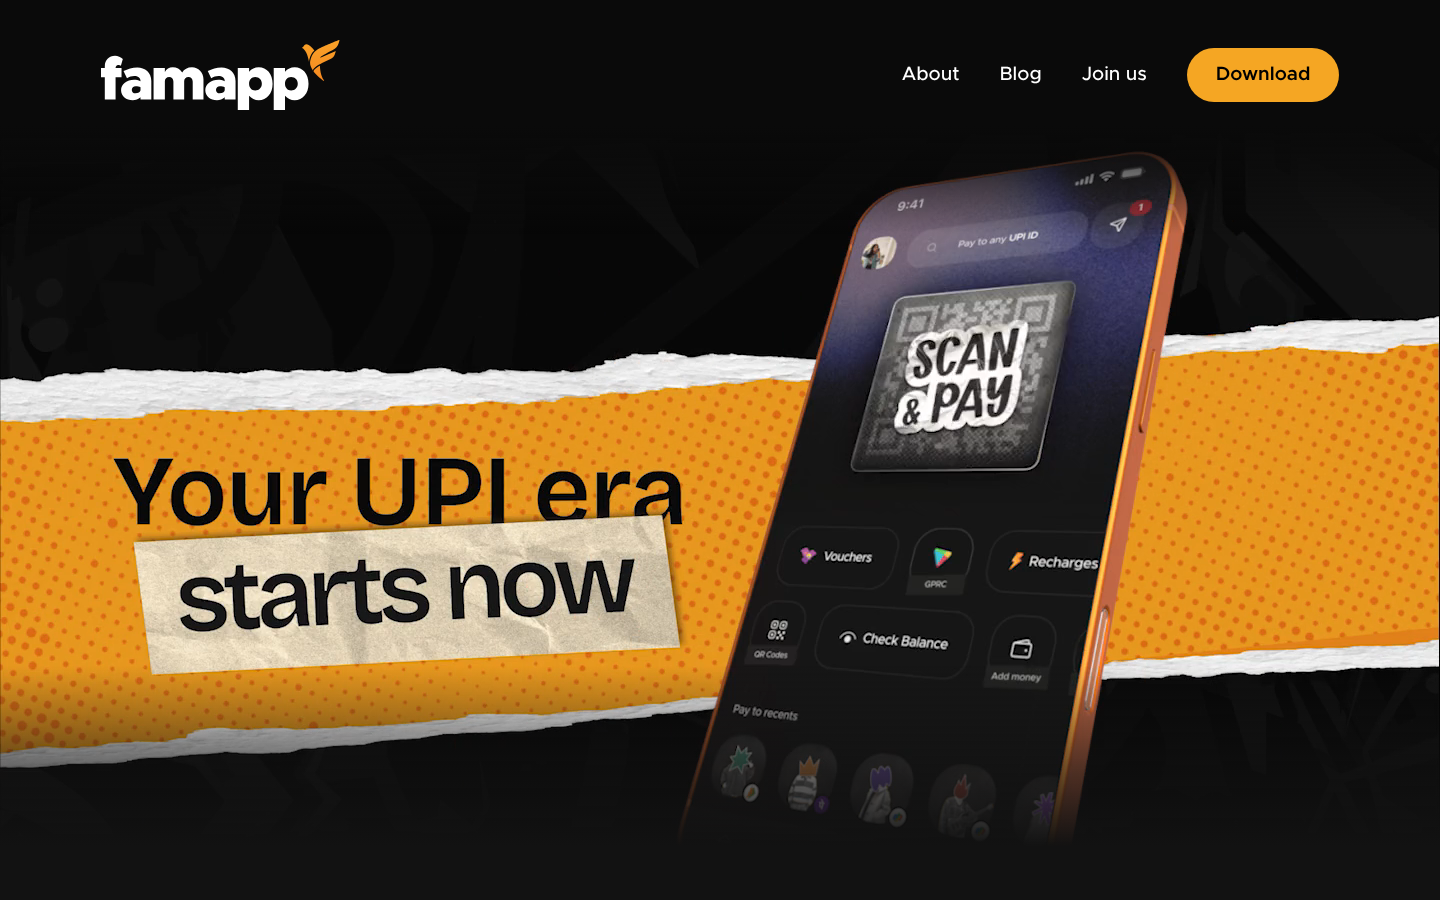 famapp
About
Blog
Join us
Download
9:41
Pay to any UPI ID
1
SCAN
& PAY
Your UPI era
starts now
Vouchers
GPRC
Recharges
QR Codes
Check Balance
Add money
Pay to recents